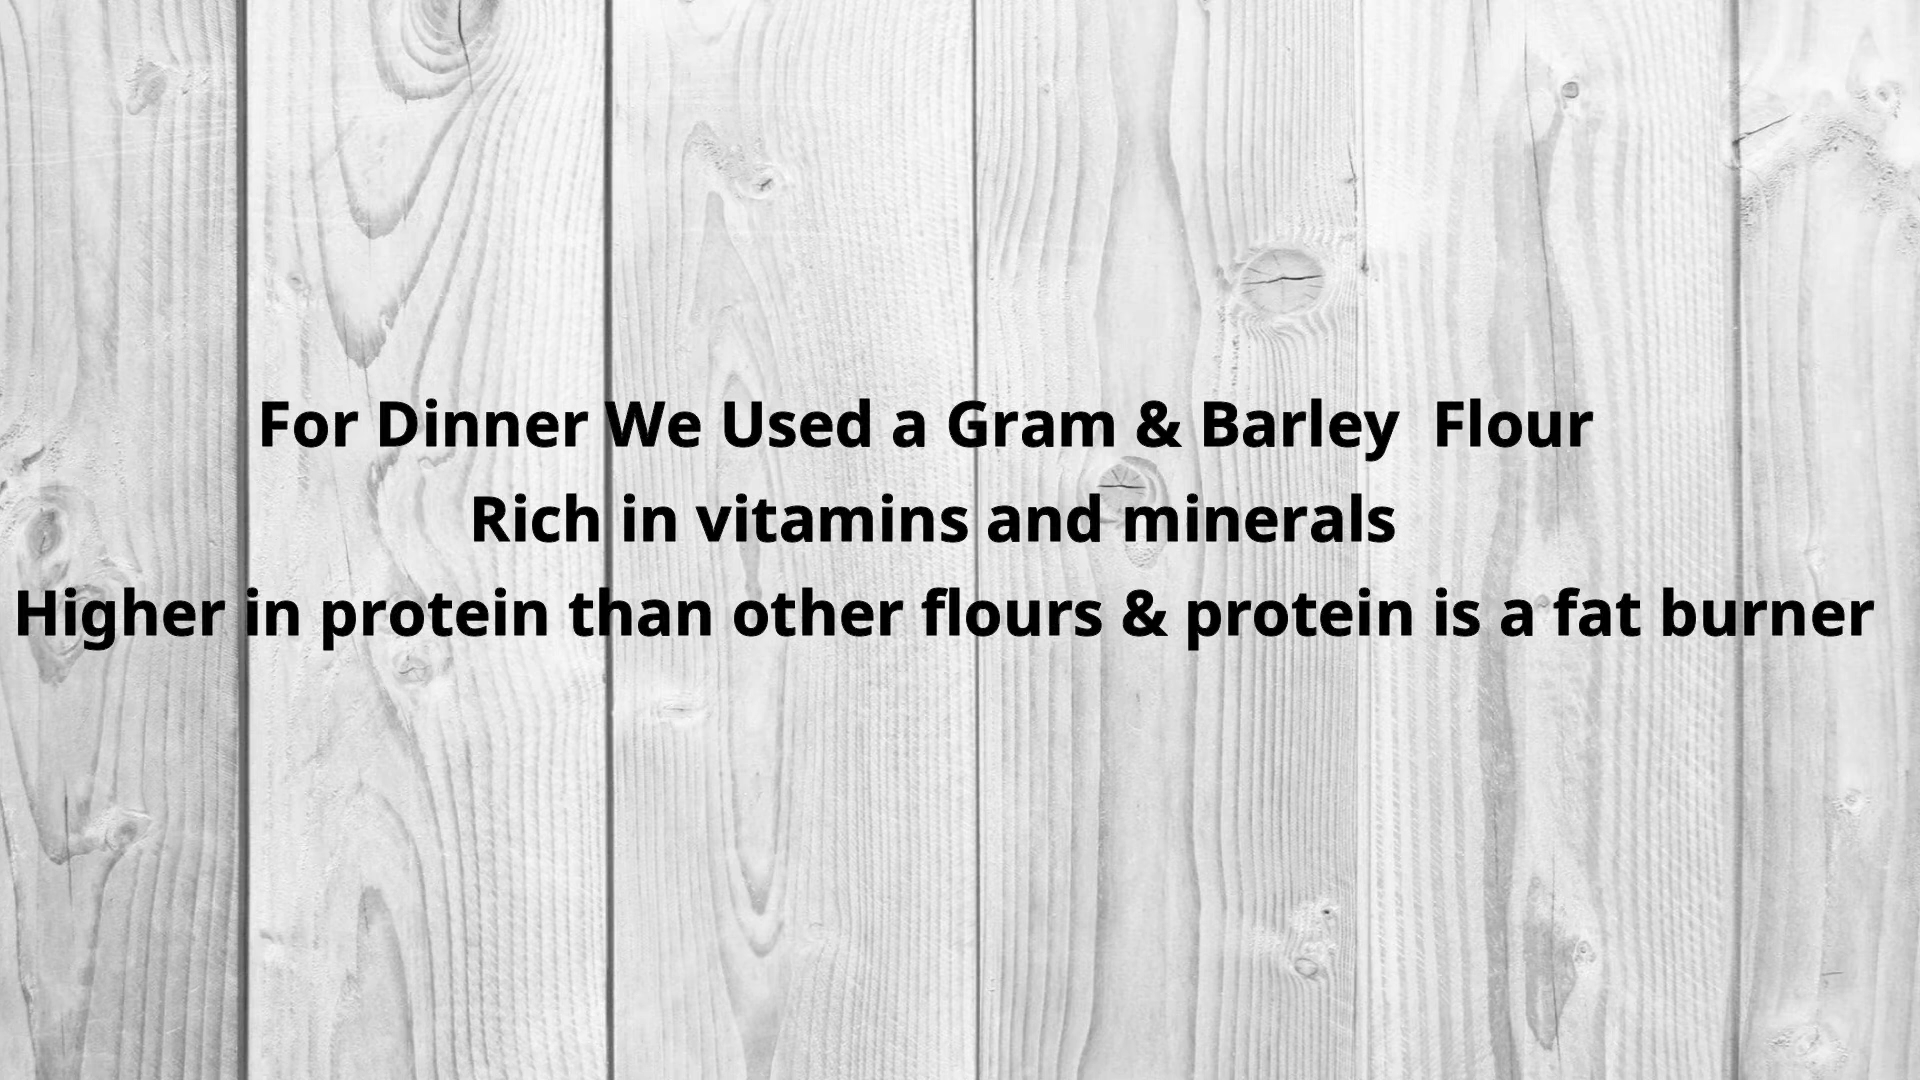 For Dinner We Used a Gram & Barley Flour
Rich in vitamins and minerals
Higher in protein than other flours & protein is a fat burner